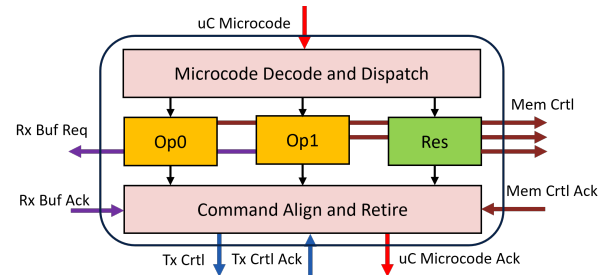 uC Microcode
Microcode Decode and Dispatch
Mem Crtl
Rx Buf Req
Op0
Op1
Res
Rx Buf Ack
Command Align and Retire
Mem Crtl Ack
Tx Crtl
Tx Crtl Ack
uC Microcode Ack